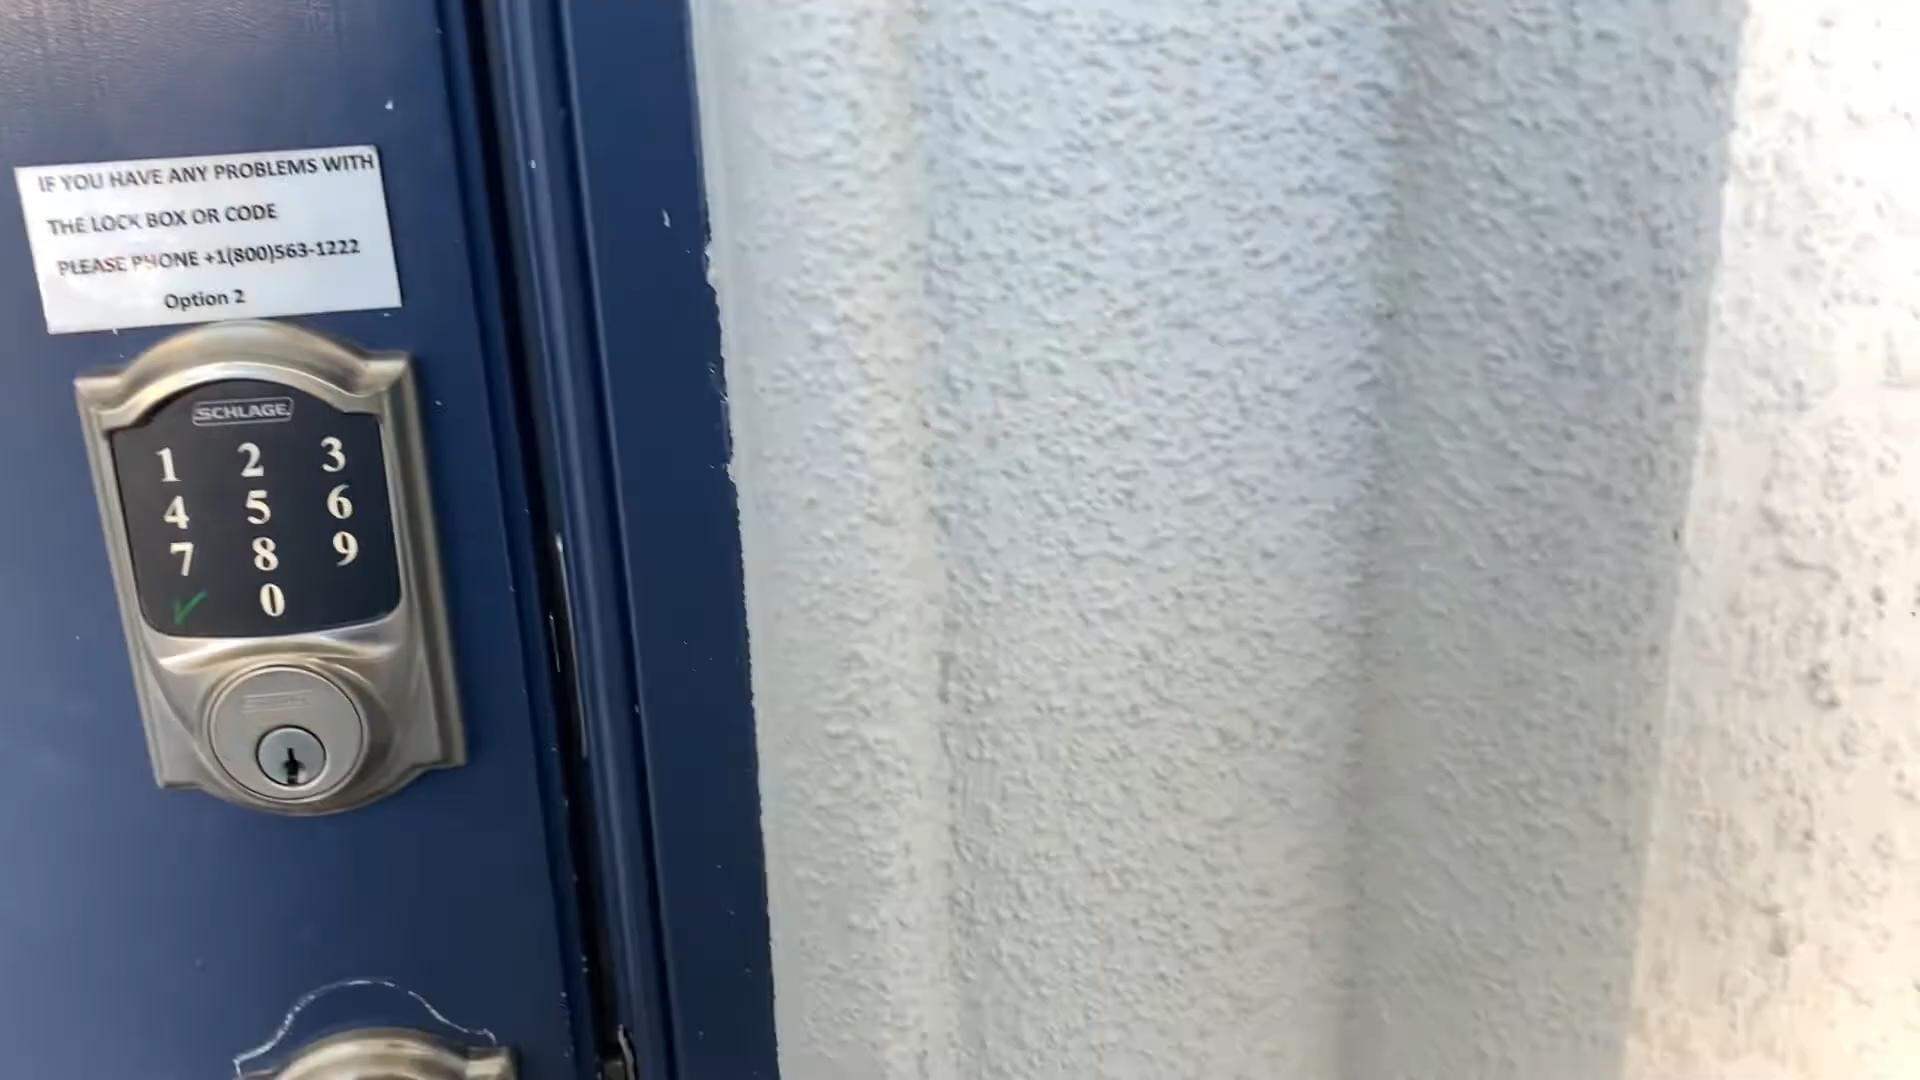 IF YOU HAVE ANY PROBLEMS WITH
THE LOCK BOX OR CODE
PLEASE PHONE +1(800)563-1222
Option 2
SCHLAGE
1 2 3
4 5 6
7 8 9
0